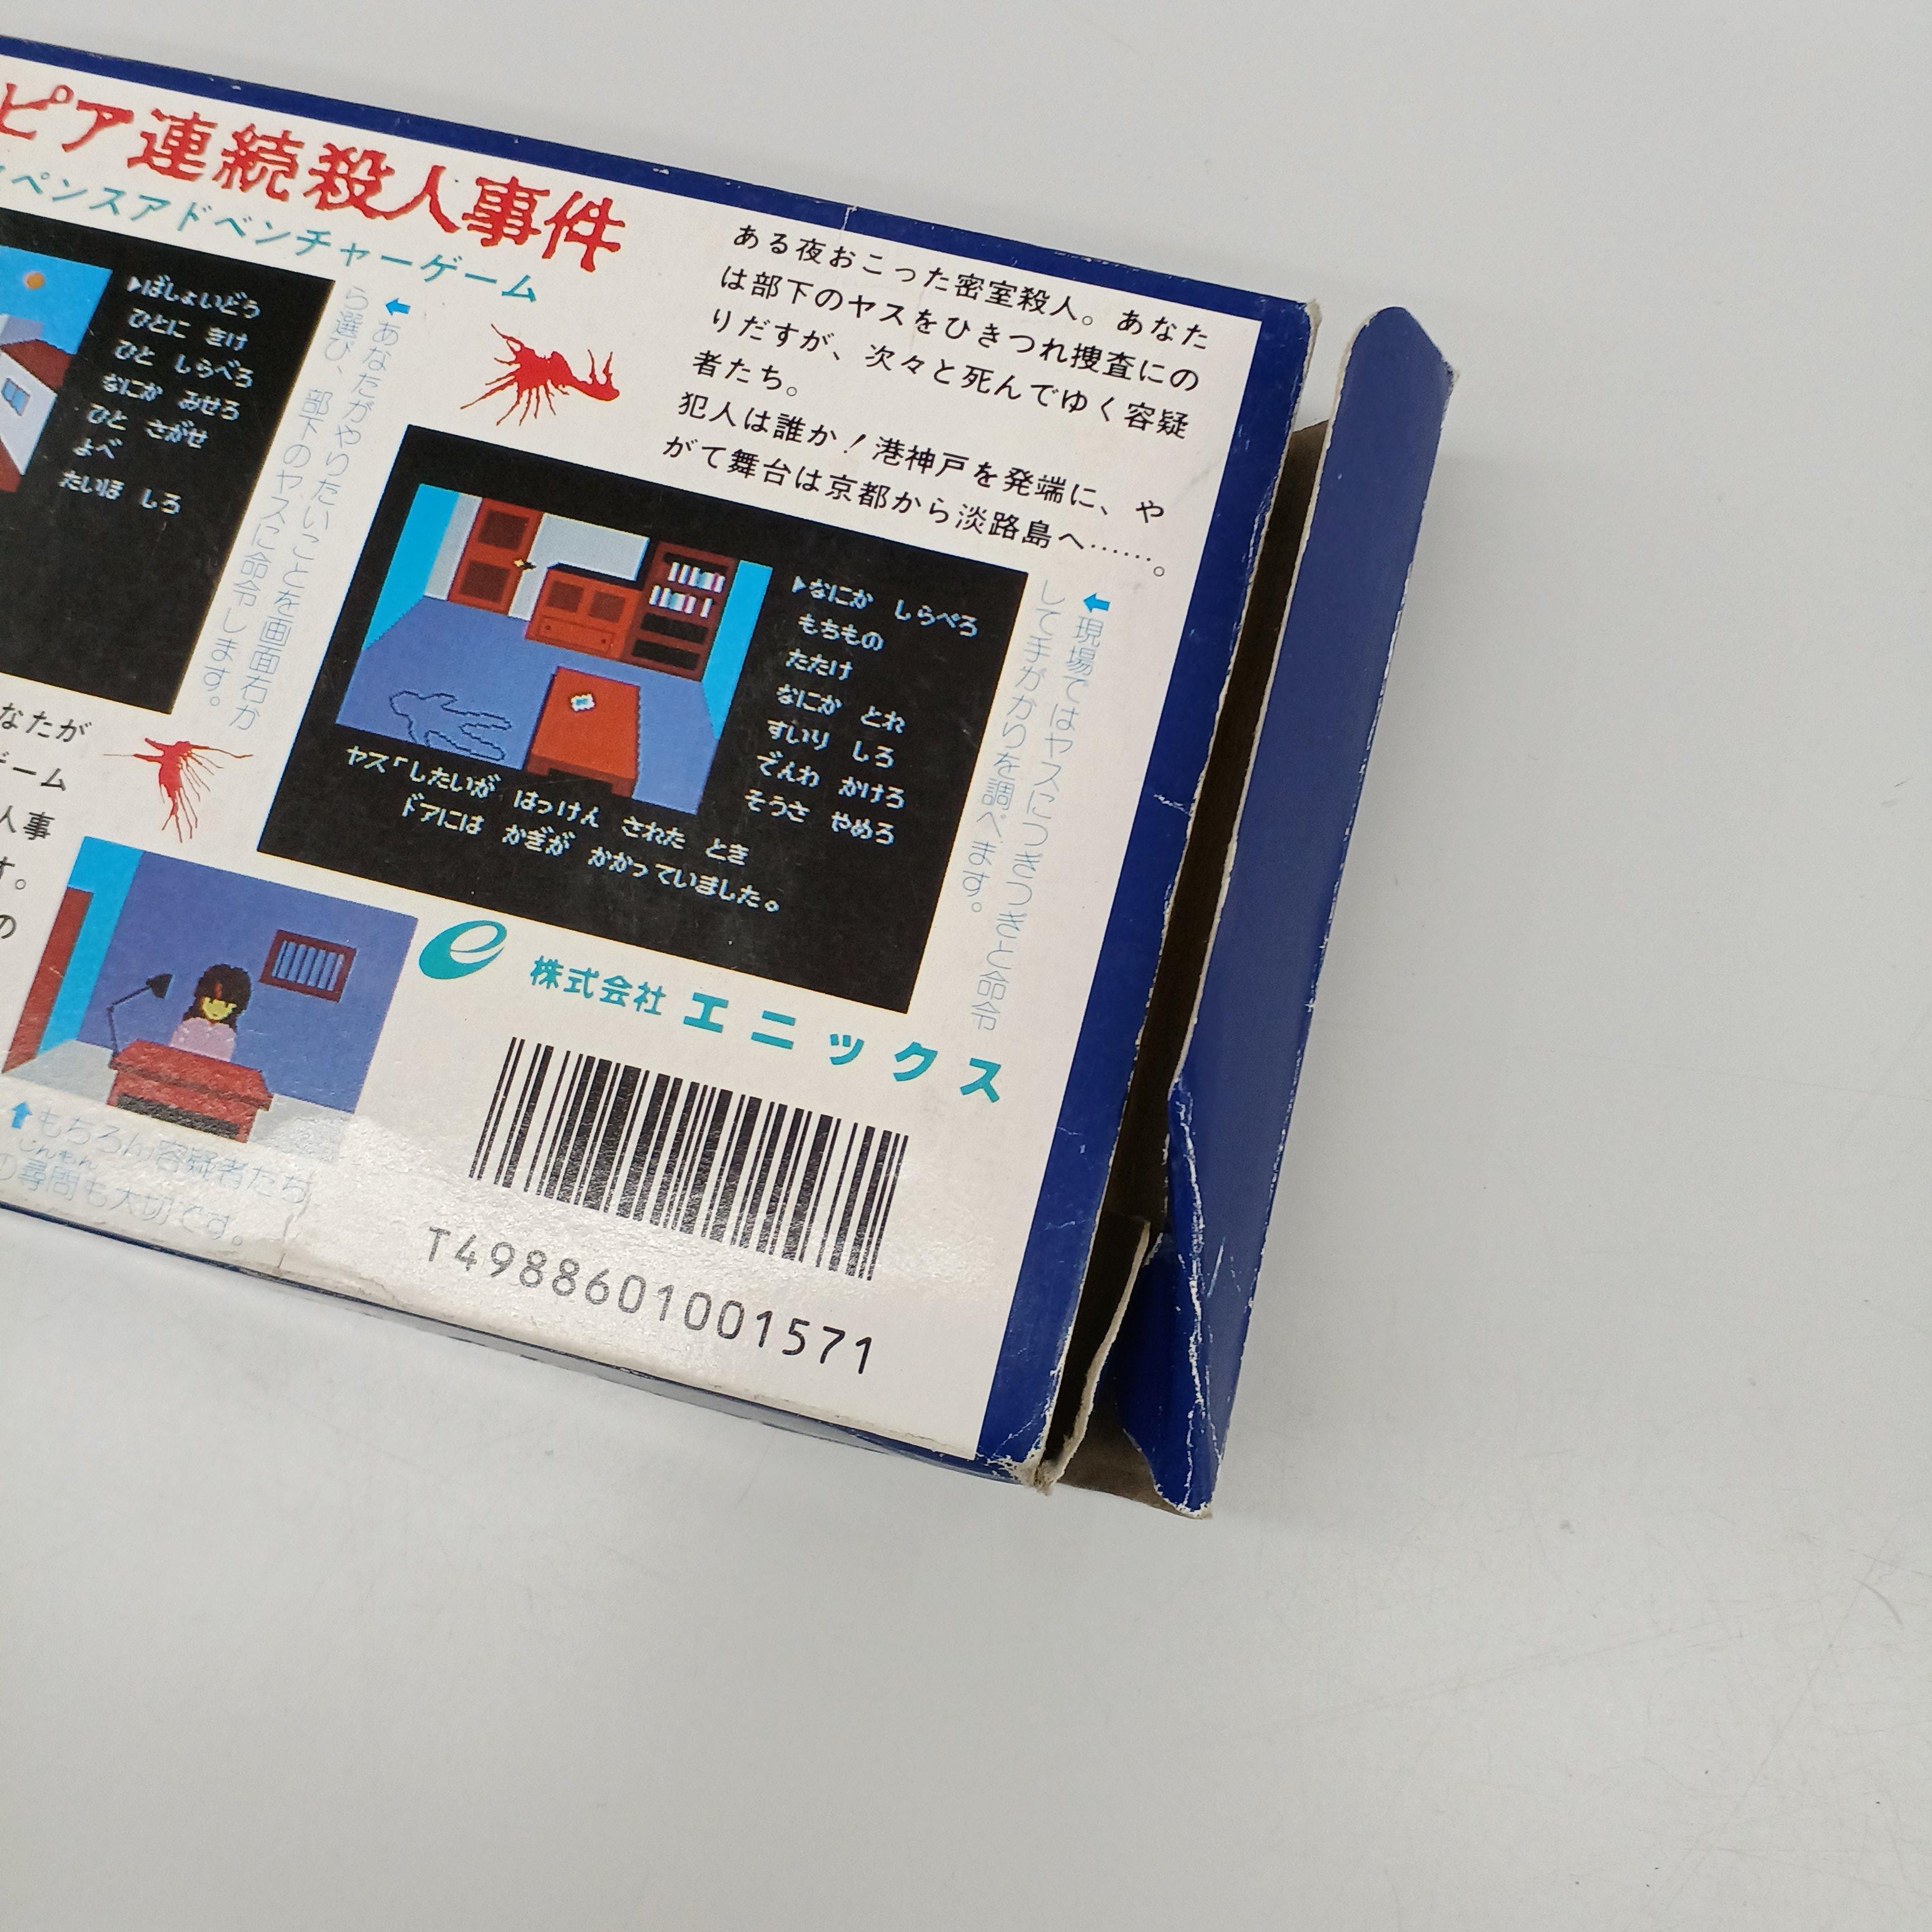 ピア連続殺人事件
ペンスアドベンチャーゲーム
ある夜おこった密室殺人。あなた
は部下のヤスをひきつれ捜査にの
りだすが、次々と死んでゆく容疑
者たち。
犯人は誰か！港神戸を発端に、や
がて舞台は京都から淡路島へ……。
▶ばしょいどう
ひとに きけ
ひと しらべろ
なにか みせろ
ひと さがせ
よべ
たいほ しろ
←あなたがやりたいことを画面右か
ら選び、部下のヤスに命令します。
▶なにか しらべろ
もちもの
たたけ
なにか とれ
すいり しろ
でんわ かけろ
そうさ やめろ
ヤス「したいが はっけん された とき
ドアには かぎが かかっていました。
←現場ではヤスにつぎつぎと命令
して手がかりを調べます。
なたが
ゲーム
人事
す。
の
↑もちろん容疑者たち
の尋問も大切です。
じんもん
e 株式会社 エニックス
T4988601001571